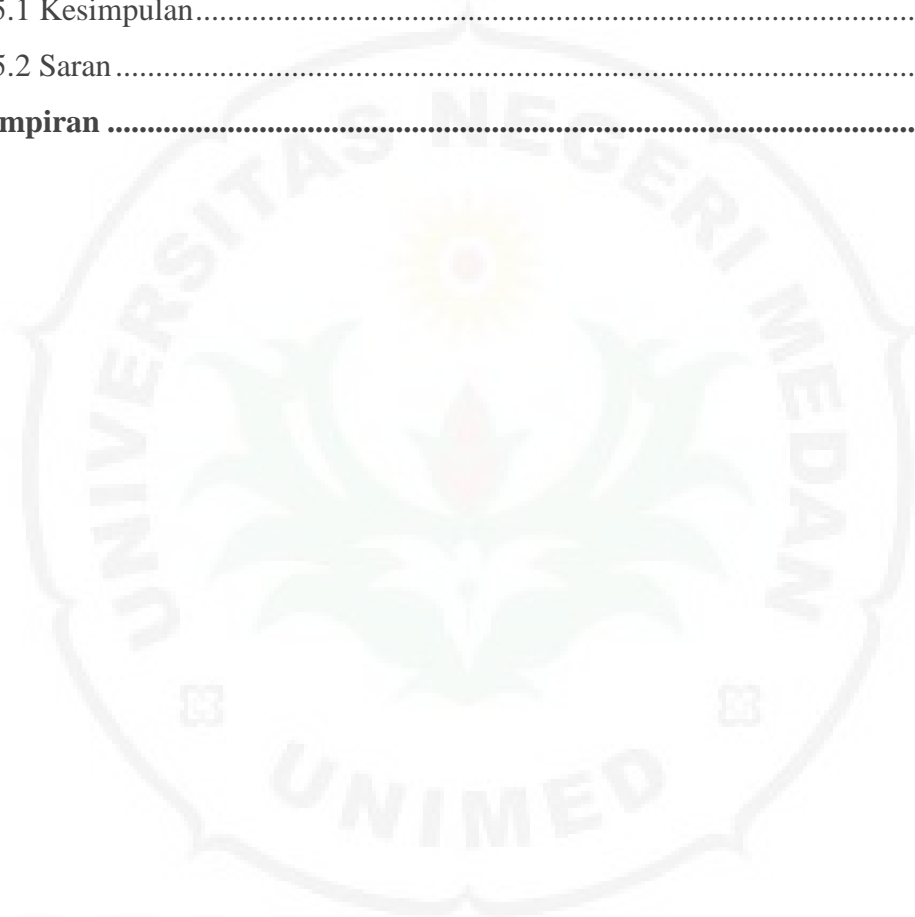 5.1 Kesimpulan..........................................................................................
5.2 Saran....................................................................................................
mpiran .....................................................................................................
UNIVERSITAS NEGERI MEDAN
UNIMED